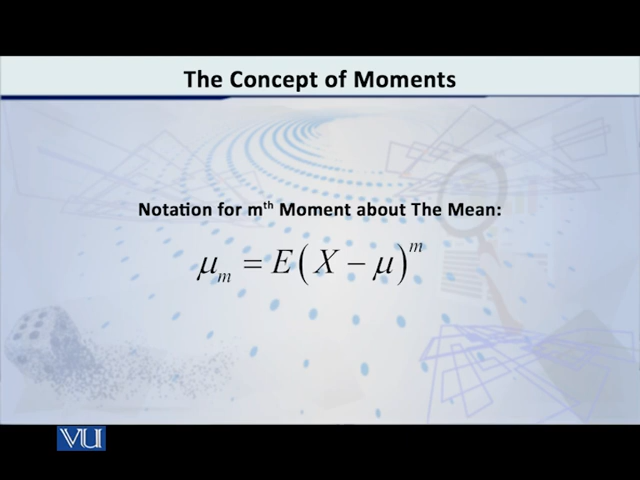 The Concept of Moments
Notation for mth Moment about The Mean:
μm = E(X − μ)^m
VU